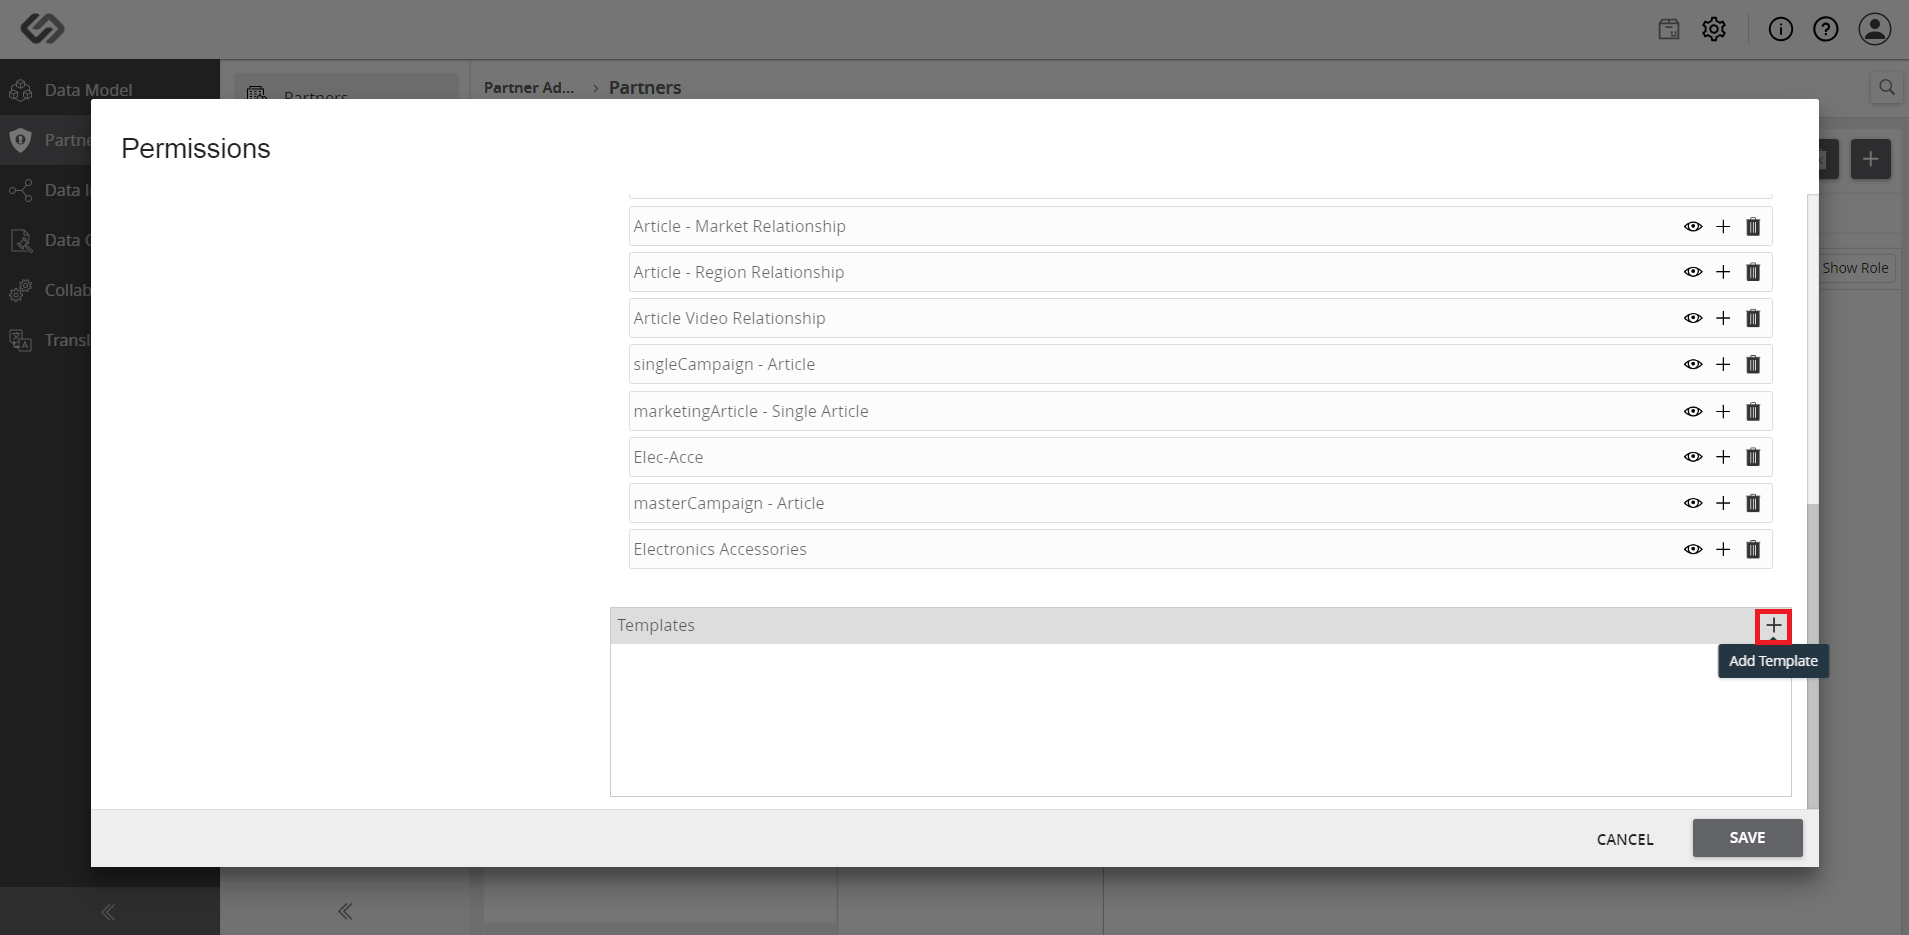 Data Model
Partners
Partner Ad... > Partners
Permissions
Article - Market Relationship
Article - Region Relationship
Show Role
Article Video Relationship
singleCampaign - Article
marketingArticle - Single Article
Elec-Acce
masterCampaign - Article
Electronics Accessories
Templates
Add Template
CANCEL
SAVE
Partne
Data I
Data
Collab
Transl